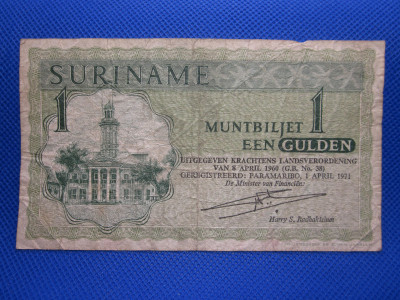 SURINAME
1
1
MUNTBILJET
EEN GULDEN
UITGEGEVEN KRACHTENS LANDSVERORDENING
VAN 8 APRIL 1960 (G.B. No. 38)
GEREGISTREERD: PARAMARIBO, 1 APRIL 1971
De Minister van Financiën:
Harry S. Radhakishun